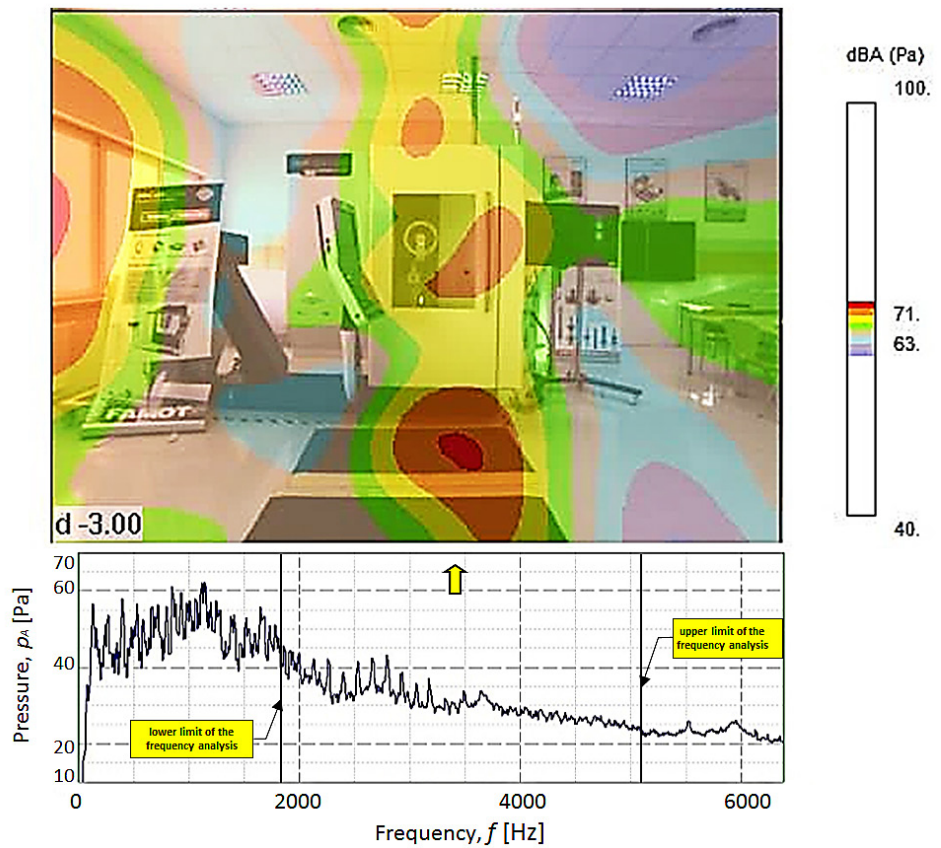 dBA (Pa)
100.
71.
63.
40.
FAMOT
d -3.00
70
60
40
20
10
Pressure, pA [Pa]
lower limit of the
frequency analysis
upper limit of the
frequency analysis
0
2000
4000
6000
Frequency, f [Hz]